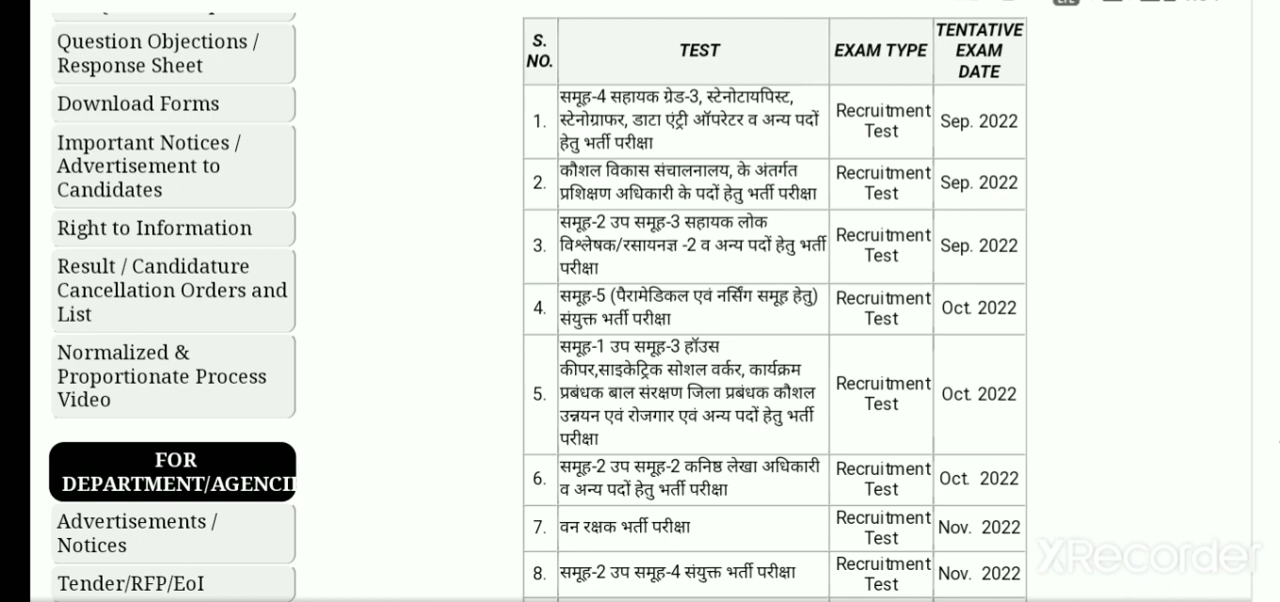 Question Objections /
Response Sheet
Download Forms
Important Notices /
Advertisement to
Candidates
Right to Information
Result / Candidature
Cancellation Orders and
List
Normalized &
Proportionate Process
Video
FOR
DEPARTMENT/AGENCI
Advertisements /
Notices
Tender/RFP/EoI
S.
NO.
TEST
EXAM TYPE
TENTATIVE
EXAM
DATE
1.
समूह-4 सहायक ग्रेड-3, स्टेनोटायपिस्ट,
स्टेनोग्राफर, डाटा एंट्री ऑपरेटर व अन्य पदों
हेतु भर्ती परीक्षा
Recruitment
Test
Sep. 2022
2.
कौशल विकास संचालनालय, के अंतर्गत
प्रशिक्षण अधिकारी के पदों हेतु भर्ती परीक्षा
Recruitment
Test
Sep. 2022
3.
समूह-2 उप समूह-3 सहायक लोक
विश्लेषक/रसायनज्ञ -2 व अन्य पदों हेतु भर्ती
परीक्षा
Recruitment
Test
Sep. 2022
4.
समूह-5 (पैरामेडिकल एवं नर्सिंग समूह हेतु)
संयुक्त भर्ती परीक्षा
Recruitment
Test
Oct. 2022
5.
समूह-1 उप समूह-3 हॉउस
कीपर,साइकेट्रिक सोशल वर्कर, कार्यक्रम
प्रबंधक बाल संरक्षण जिला प्रबंधक कौशल
उन्नयन एवं रोजगार एवं अन्य पदों हेतु भर्ती
परीक्षा
Recruitment
Test
Oct. 2022
6.
समूह-2 उप समूह-2 कनिष्ठ लेखा अधिकारी
व अन्य पदों हेतु भर्ती परीक्षा
Recruitment
Test
Oct. 2022
7.
वन रक्षक भर्ती परीक्षा
Recruitment
Test
Nov. 2022
8.
समूह-2 उप समूह-4 संयुक्त भर्ती परीक्षा
Recruitment
Test
Nov. 2022
XRecorder